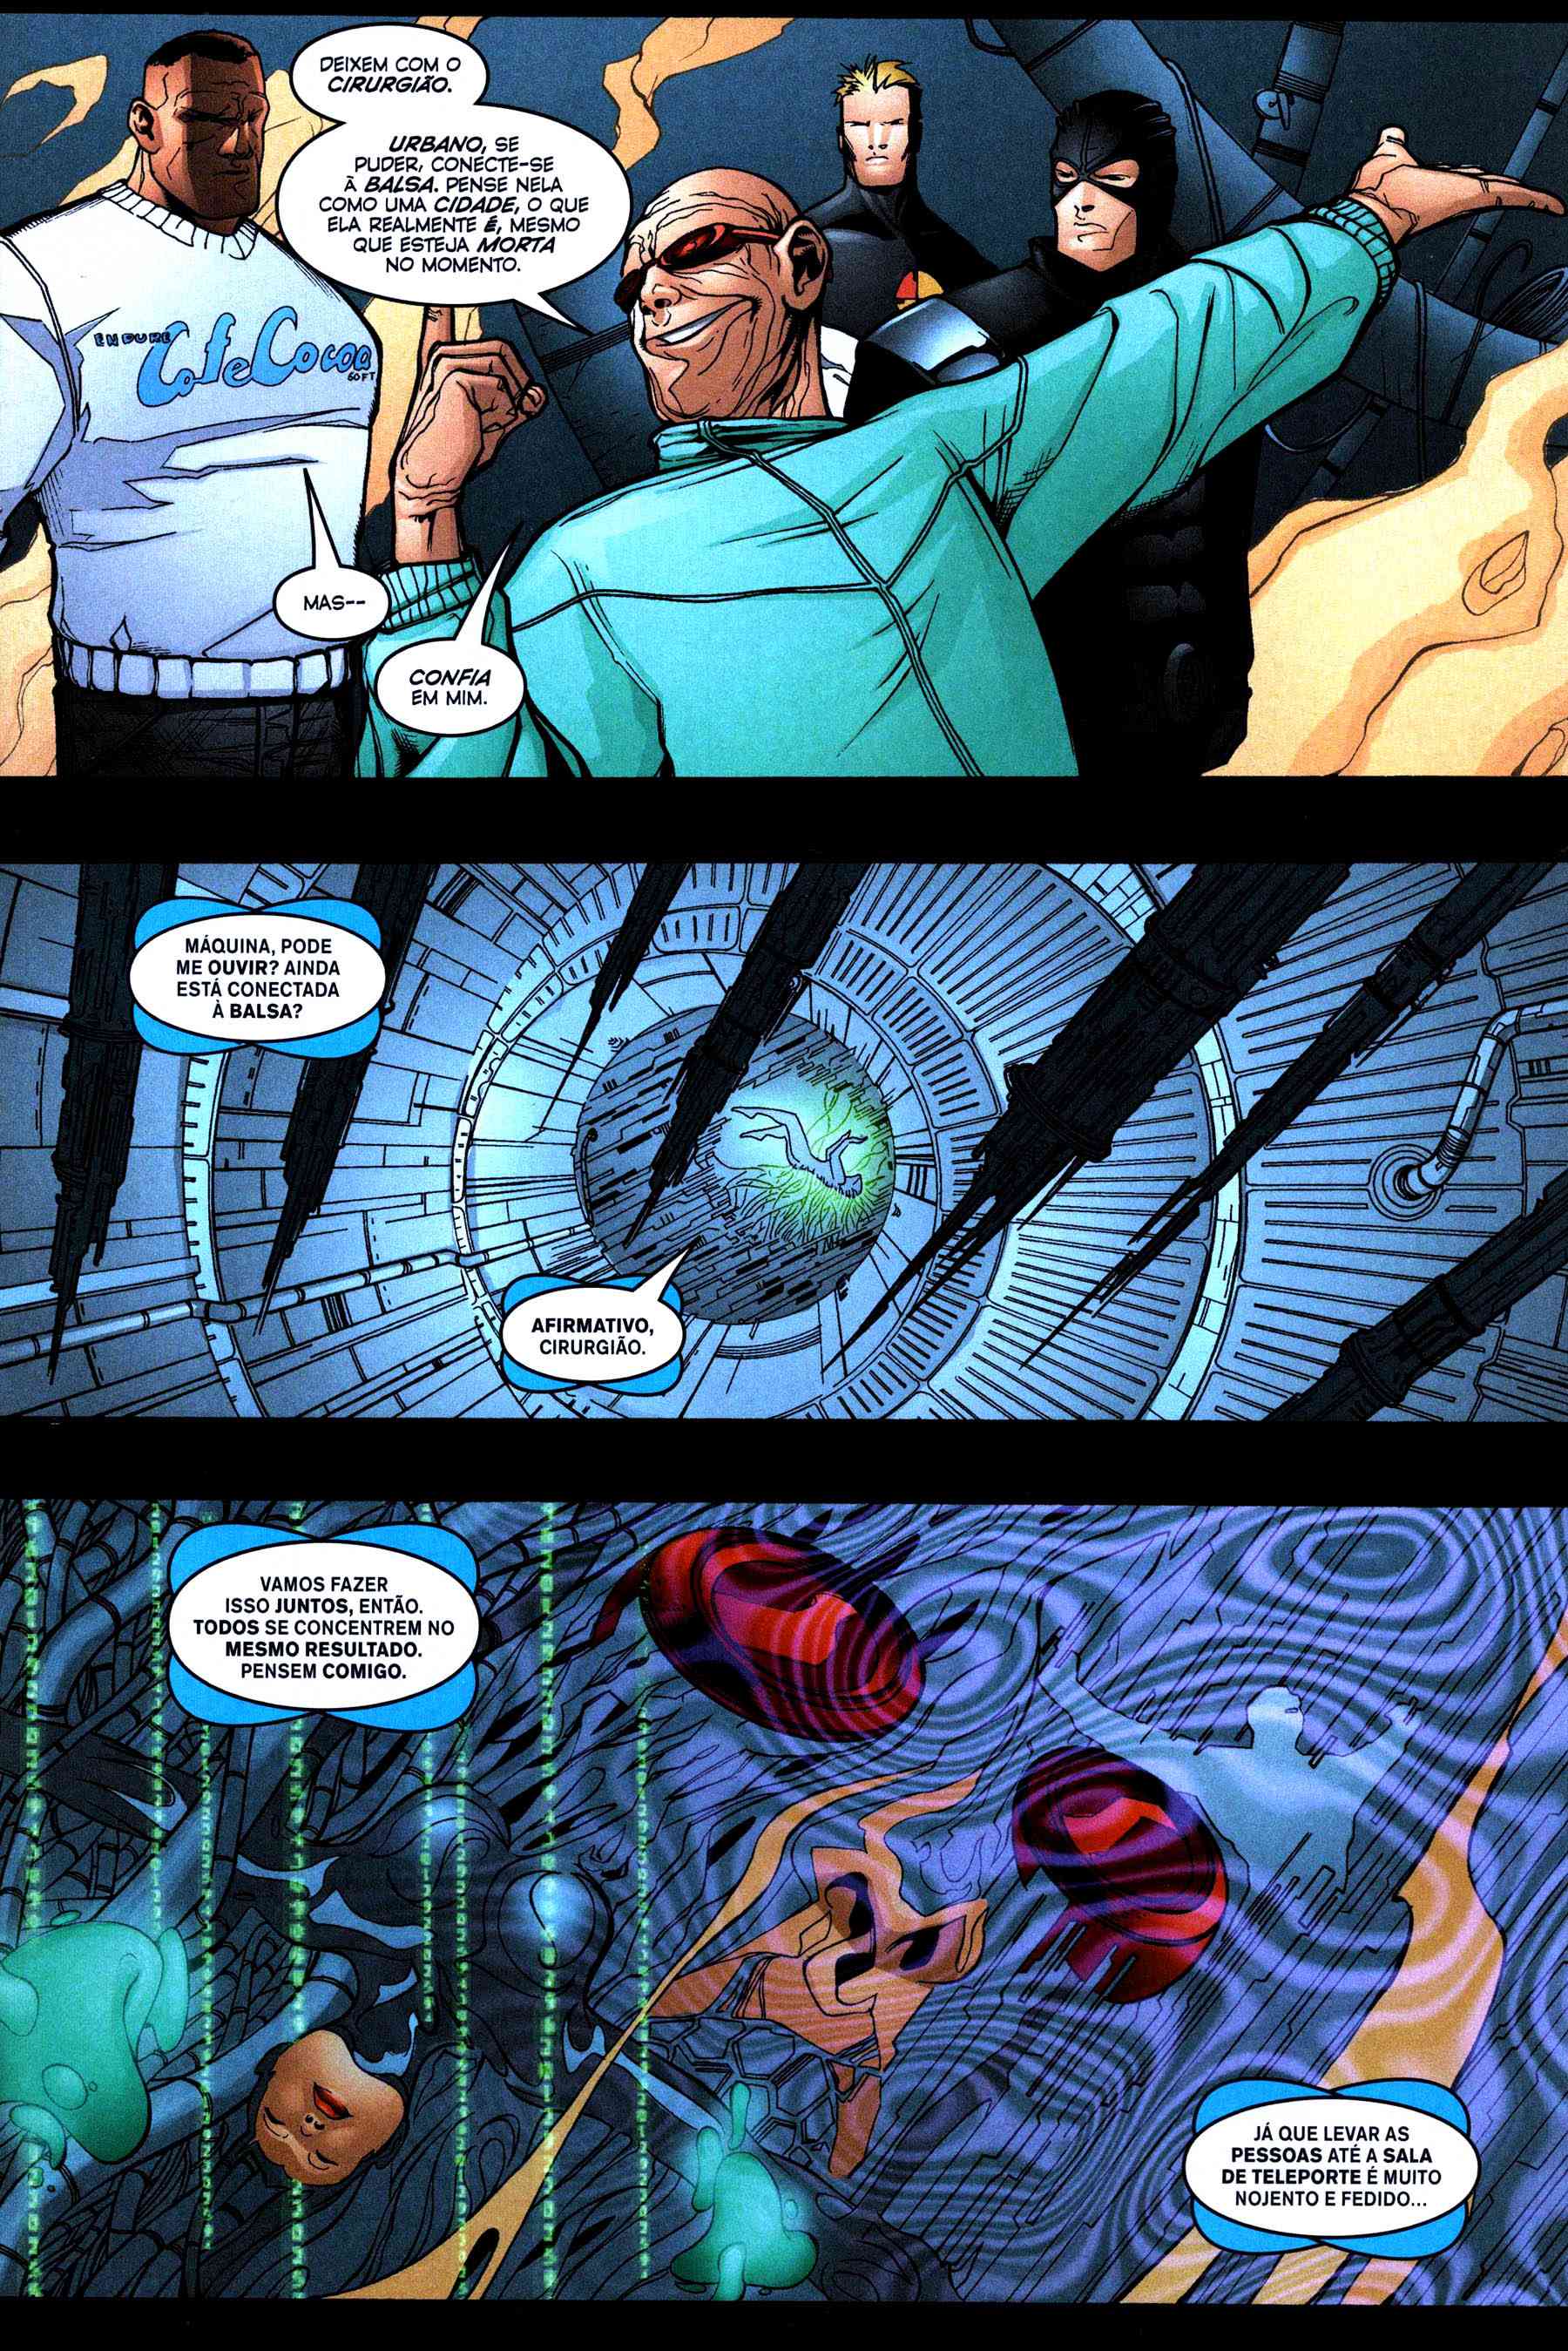 DEIXEM COM O
CIRURGIÃO.
URBANO, SE
PUDER, CONECTE-SE
À BALSA. PENSE NELA
COMO UMA CIDADE, O QUE
ELA REALMENTE É, MESMO
QUE ESTEJA MORTA
NO MOMENTO.
ENDURE
CafeCocoa
60FT
MAS--
CONFIA
EM MIM.
MÁQUINA, PODE
ME OUVIR? AINDA
ESTÁ CONECTADA
À BALSA?
AFIRMATIVO,
CIRURGIÃO.
VAMOS FAZER
ISSO JUNTOS, ENTÃO.
TODOS SE CONCENTREM NO
MESMO RESULTADO.
PENSEM COMIGO.
JÁ QUE LEVAR AS
PESSOAS ATÉ A SALA
DE TELEPORTE É MUITO
NOJENTO E FEDIDO...